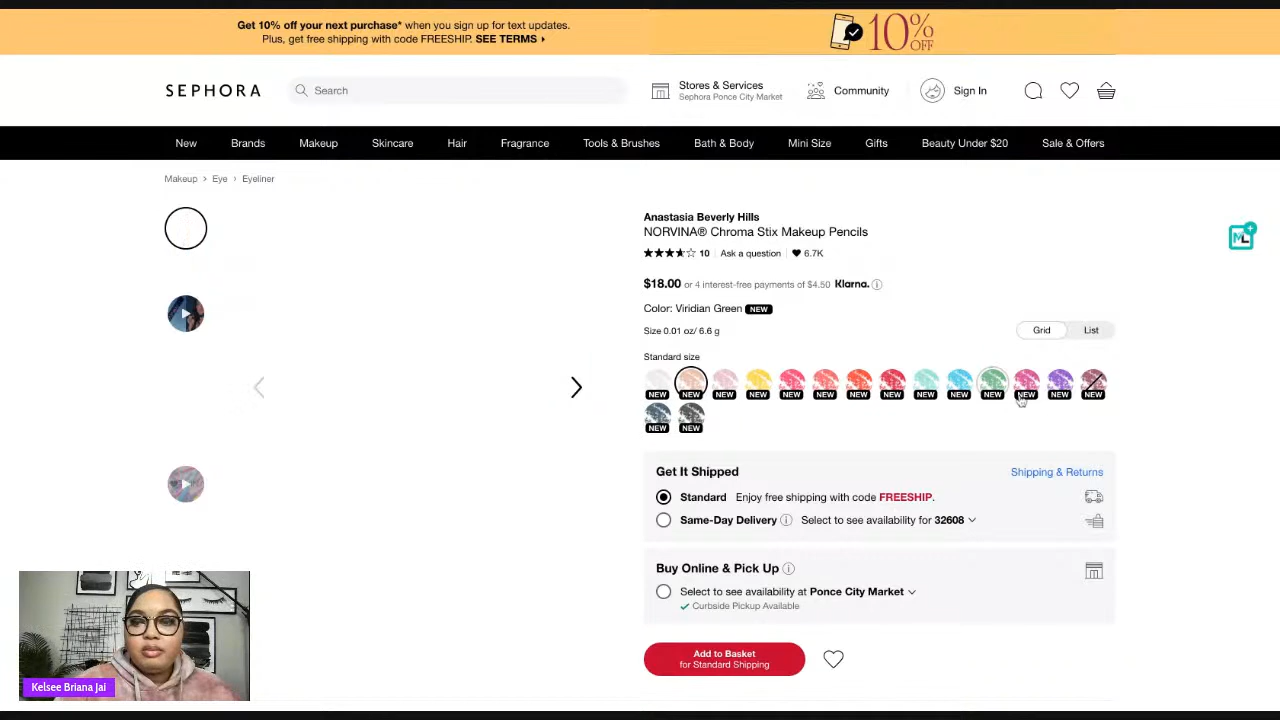 Get 10% off your next purchase* when you sign up for text updates.
Plus, get free shipping with code FREESHIP. SEE TERMS ▸
10%
OFF
SEPHORA
Search
Stores & Services
Sephora Ponce City Market
Community
Sign In
New Brands Makeup Skincare Hair Fragrance Tools & Brushes Bath & Body Mini Size Gifts Beauty Under $20 Sale & Offers
Makeup > Eye > Eyeliner
Anastasia Beverly Hills
NORVINA® Chroma Stix Makeup Pencils
10 | Ask a question | 6.7K
$18.00 or 4 interest-free payments of $4.50 Klarna.
Color: Viridian Green NEW
Size 0.01 oz/ 6.6 g
Grid List
Standard size
NEW NEW NEW NEW NEW NEW NEW NEW NEW NEW NEW NEW NEW NEW
NEW NEW
Get It Shipped
Shipping & Returns
Standard Enjoy free shipping with code FREESHIP.
Same-Day Delivery Select to see availability for 32608
Buy Online & Pick Up
Select to see availability at Ponce City Market
Curbside Pickup Available
Add to Basket
for Standard Shipping
ML
Kelsee Briana Jai